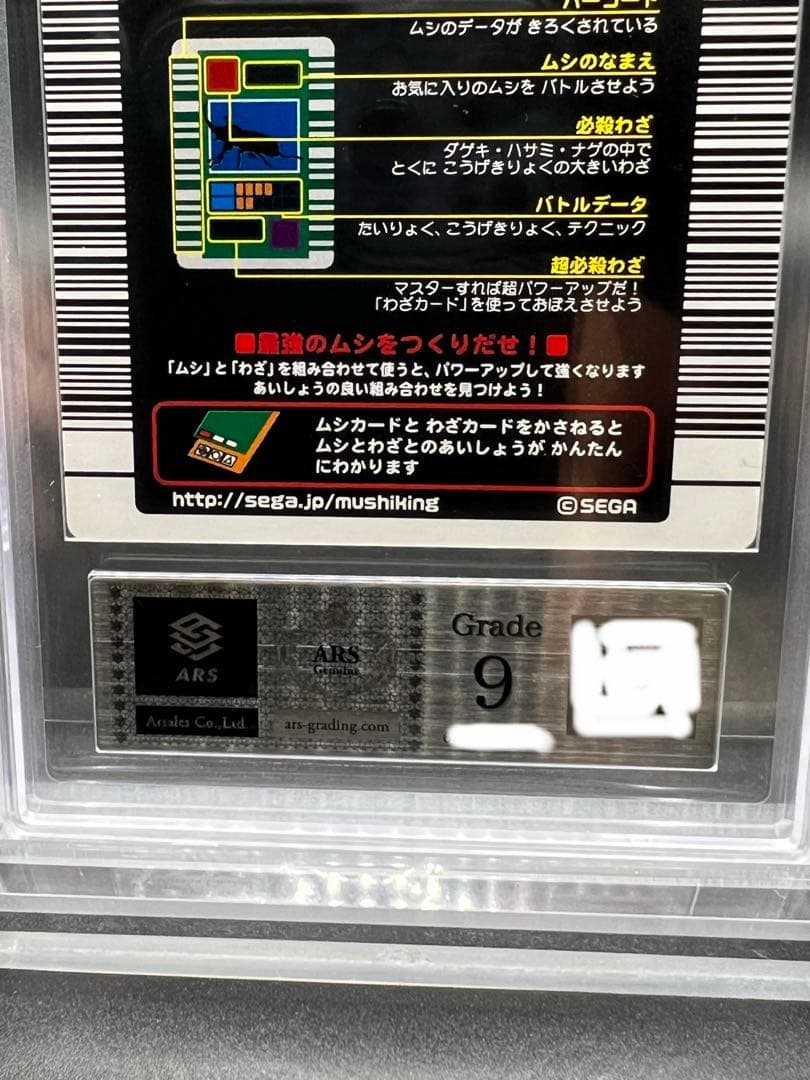 バーコード
ムシのデータが きろくされている
ムシのなまえ
お気に入りのムシを バトルさせよう
必殺わざ
ダゲキ・ハサミ・ナゲの中で
とくに こうげきりょくの大きいわざ
バトルデータ
たいりょく、こうげきりょく、テクニック
超必殺わざ
マスターすれば超パワーアップだ！
「わざカード」を使っておぼえさせよう
最強のムシをつくりだせ！
「ムシ」と「わざ」を組み合わせて使うと、パワーアップして強くなります
あいしょうの良い組み合わせを見つけよう！
ムシカードと わざカードをかさねると
ムシとわざとのあいしょうが かんたん
にわかります
http://sega.jp/mushiking
©SEGA
ARS
Arsales Co.,Ltd.
ARS
Genuine
ars-grading.com
Grade
9